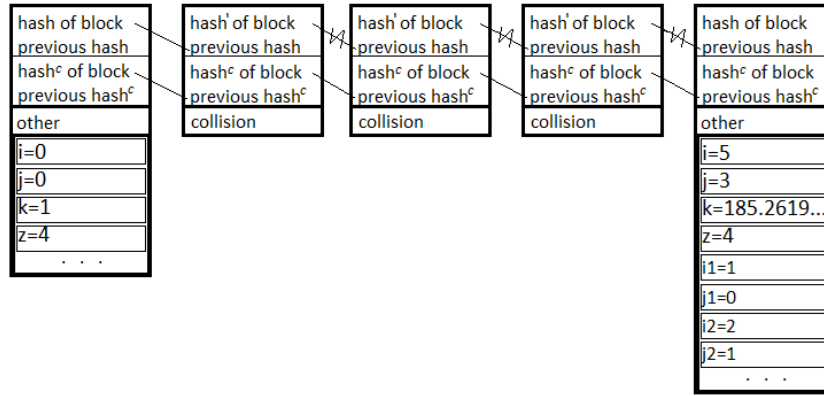 hash of block
previous hash
hashᶜ of block
previous hashᶜ
other
i=0
j=0
k=1
z=4
. . .
hash' of block
previous hash
hashᶜ of block
previous hashᶜ
collision
hash' of block
previous hash
hashᶜ of block
previous hashᶜ
collision
hash' of block
previous hash
hashᶜ of block
previous hashᶜ
collision
hash of block
previous hash
hashᶜ of block
previous hashᶜ
other
i=5
j=3
k=185.2619...
z=4
i1=1
j1=0
i2=2
j2=1
. . .